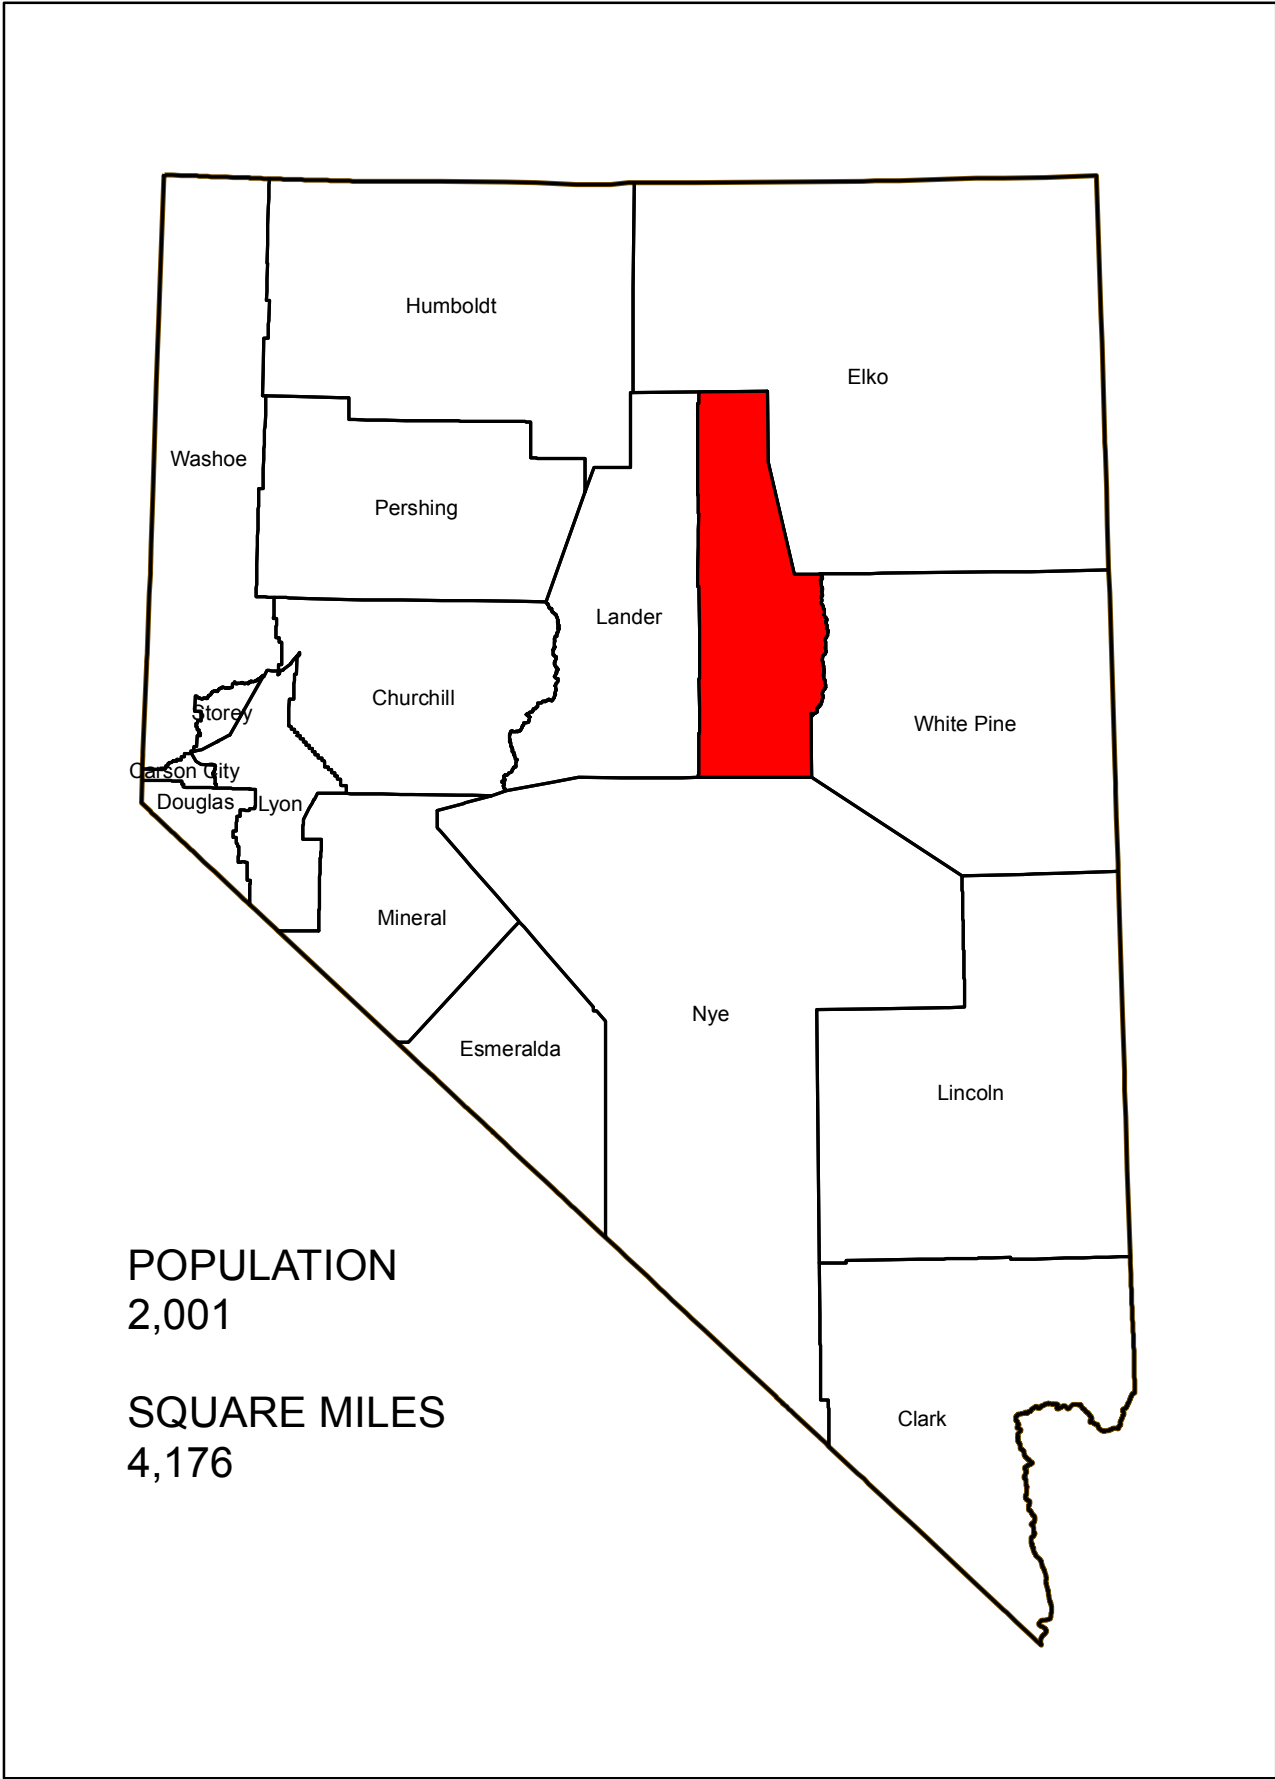 Humboldt
Elko
Washoe
Pershing
Lander
Churchill
Storey
White Pine
Carson City
Douglas
Lyon
Mineral
Nye
Esmeralda
Lincoln
POPULATION
2,001
SQUARE MILES
4,176
Clark